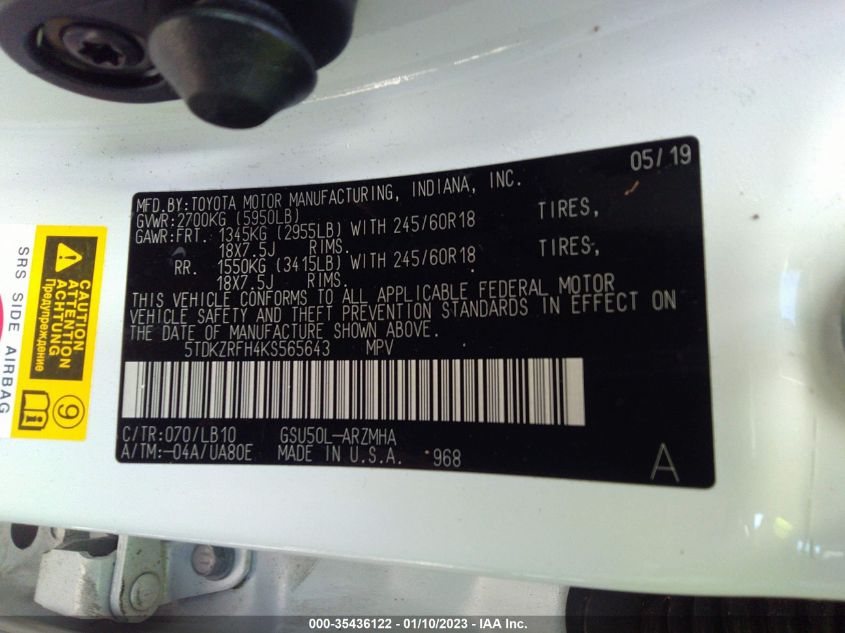 05/19
MFD.BY:TOYOTA MOTOR MANUFACTURING, INDIANA, INC.
GVWR:2700KG (5950LB)
GAWR:FRT. 1345KG (2955LB) WITH 245/60R18 TIRES,
18X7.5J RIMS.
RR. 1550KG (3415LB) WITH 245/60R18 TIRES,
18X7.5J RIMS.
THIS VEHICLE CONFORMS TO ALL APPLICABLE FEDERAL MOTOR
VEHICLE SAFETY AND THEFT PREVENTION STANDARDS IN EFFECT ON
THE DATE OF MANUFACTURE SHOWN ABOVE.
5TDKZRFH4KS565643 MPV
C/TR:070/LB10 GSU50L-ARZMHA
A/TM:-04A/UA80E MADE IN U.S.A. 968
A
SRS SIDE AIRBAG
CAUTION
ATTENTION
ACHTUNG
Предупреждение
9
000-35436122 - 01/10/2023 - IAA Inc.